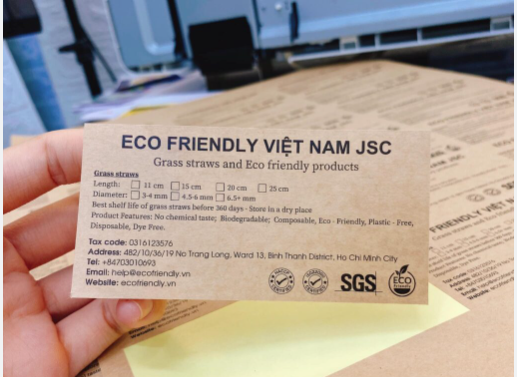 ECO FRIENDLY VIỆT NAM JSC
Grass straws and Eco friendly products
Grass straws
Length: 11 cm 15 cm 20 cm 25 cm
Diameter: 3-4 mm 4.5-6 mm 6.5+ mm
Best shelf life of grass straws before 360 days - Store in a dry place
Product Features: No chemical taste; Biodegradable; Composable, Eco - Friendly, Plastic - Free,
Disposable, Dye Free.
Tax code: 0316123576
Address: 482/10/36/19 No Trang Long, Ward 13, Binh Thanh District, Ho Chi Minh City
Tel: +84703010693
Email: help@ecofriendly.vn
Website: ecofriendly.vn
SGS
ECO